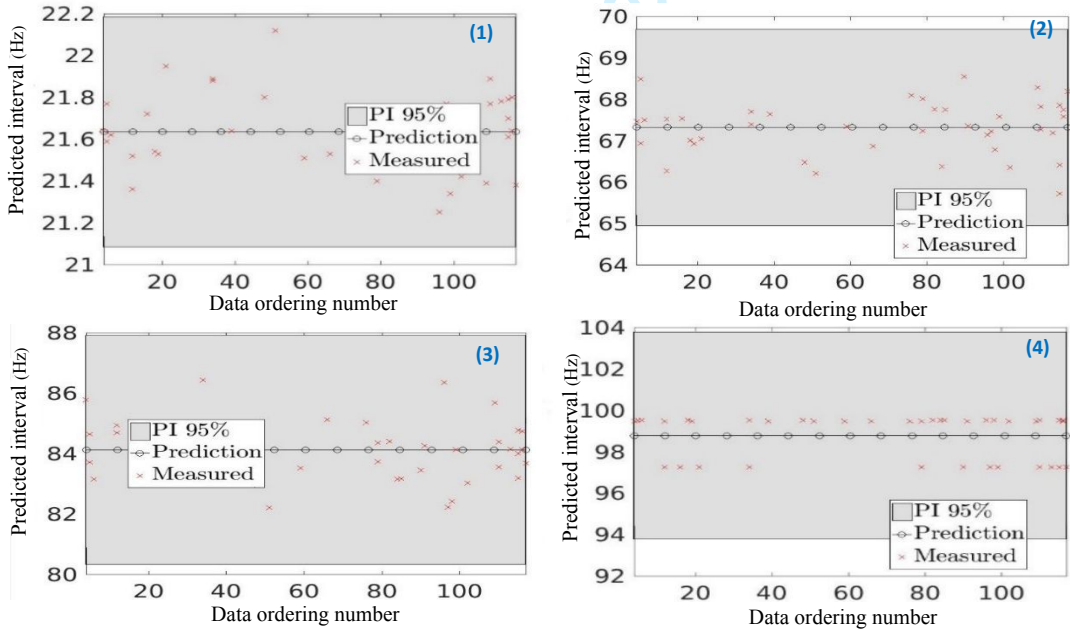 (1)
Predicted interval (Hz)
22.2
22
21.8
21.6
21.4
21.2
21
PI 95%
Prediction
Measured
20 40 60 80 100
Data ordering number
(2)
Predicted interval (Hz)
70
69
68
67
66
65
64
PI 95%
Prediction
Measured
20 40 60 80 100
Data ordering number
(3)
Predicted interval (Hz)
88
86
84
82
80
PI 95%
Prediction
Measured
20 40 60 80 100
Data ordering number
(4)
Predicted interval (Hz)
104
102
100
98
96
94
92
PI 95%
Prediction
Measured
20 40 60 80 100
Data ordering number